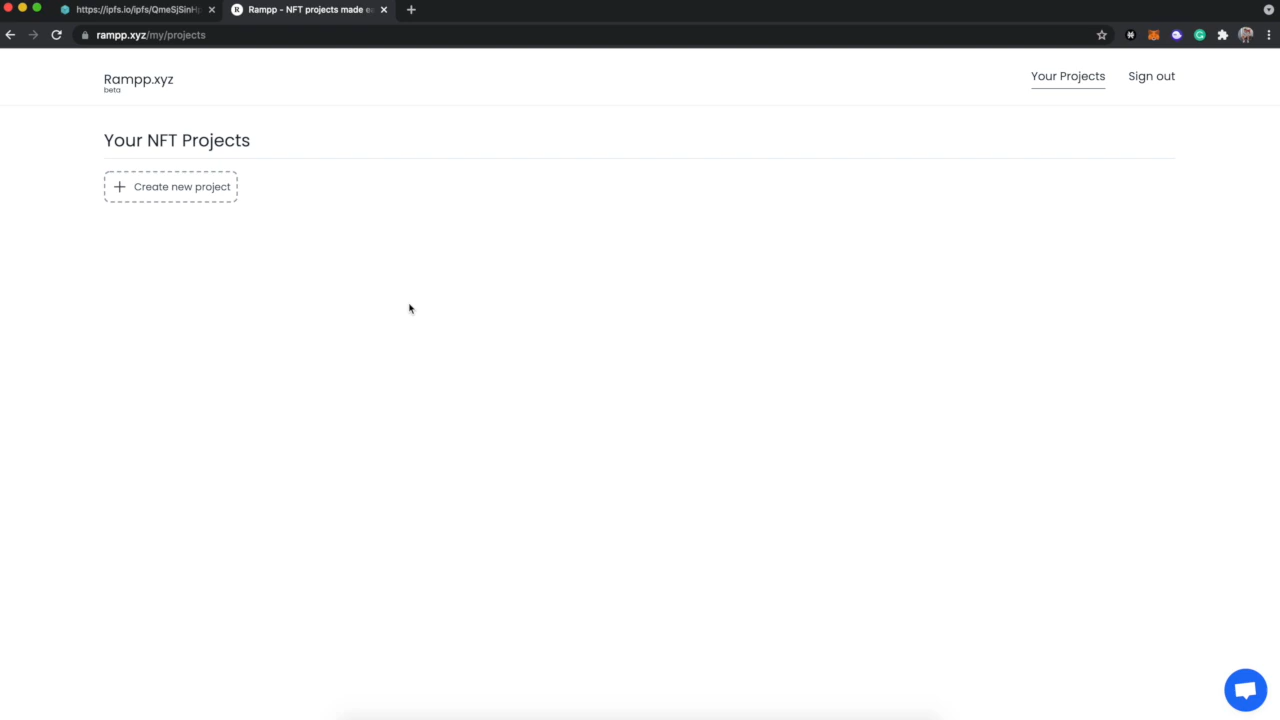 https://ipfs.io/ipfs/QmeSjSinH
Rampp - NFT projects made e
rampp.xyz/my/projects
Rampp.xyz
beta
Your Projects
Sign out
Your NFT Projects
Create new project